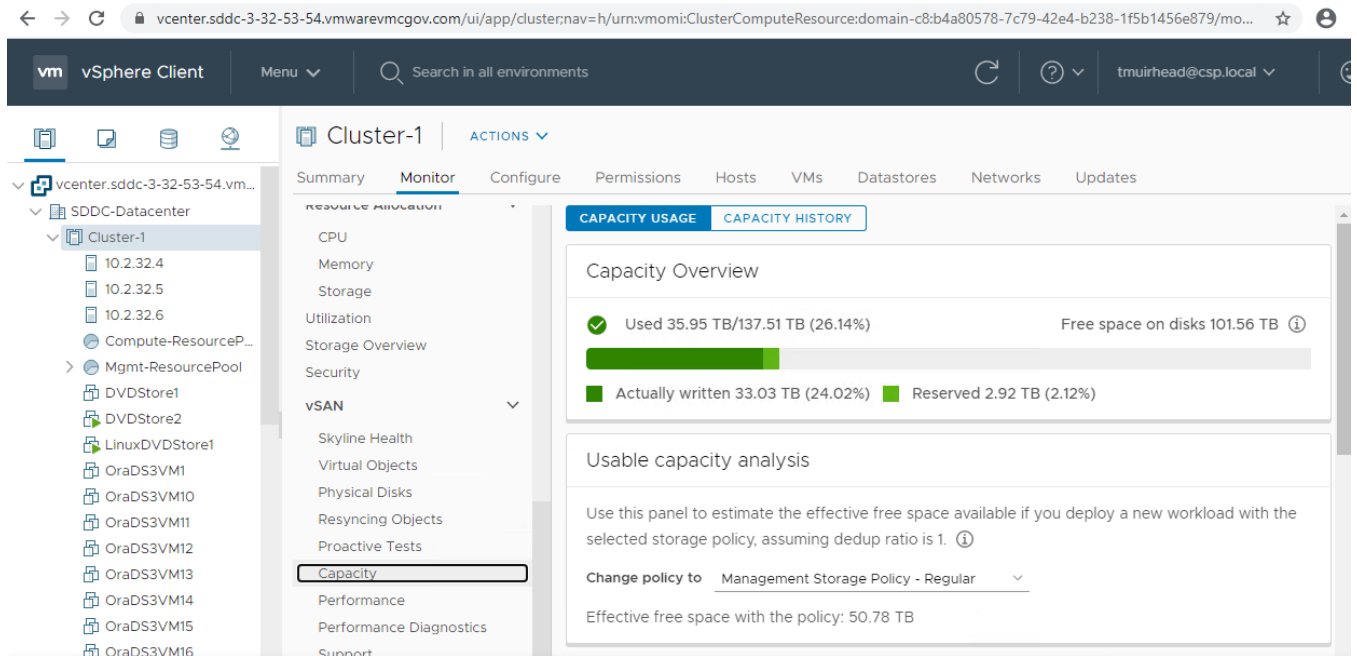 vcenter.sddc-3-32-53-54.vmwarevmcgov.com/ui/app/cluster;nav=h/urn:vmomi:ClusterComputeResource:domain-c8:b4a80578-7c79-42e4-b238-1f5b1456e879/mo...
vm vSphere Client Menu Search in all environments tmuirhead@csp.local
Cluster-1 ACTIONS
Summary Monitor Configure Permissions Hosts VMs Datastores Networks Updates
vcenter.sddc-3-32-53-54.vm...
SDDC-Datacenter
Cluster-1
10.2.32.4
10.2.32.5
10.2.32.6
Compute-ResourceP...
Mgmt-ResourcePool
DVDStore1
DVDStore2
LinuxDVDStore1
OraDS3VM1
OraDS3VM10
OraDS3VM11
OraDS3VM12
OraDS3VM13
OraDS3VM14
OraDS3VM15
OraDS3VM16
Resource Allocation
CPU
Memory
Storage
Utilization
Storage Overview
Security
vSAN
Skyline Health
Virtual Objects
Physical Disks
Resyncing Objects
Proactive Tests
Capacity
Performance
Performance Diagnostics
Support
CAPACITY USAGE CAPACITY HISTORY
Capacity Overview
Used 35.95 TB/137.51 TB (26.14%) Free space on disks 101.56 TB
Actually written 33.03 TB (24.02%) Reserved 2.92 TB (2.12%)
Usable capacity analysis
Use this panel to estimate the effective free space available if you deploy a new workload with the
selected storage policy, assuming dedup ratio is 1.
Change policy to Management Storage Policy - Regular
Effective free space with the policy: 50.78 TB